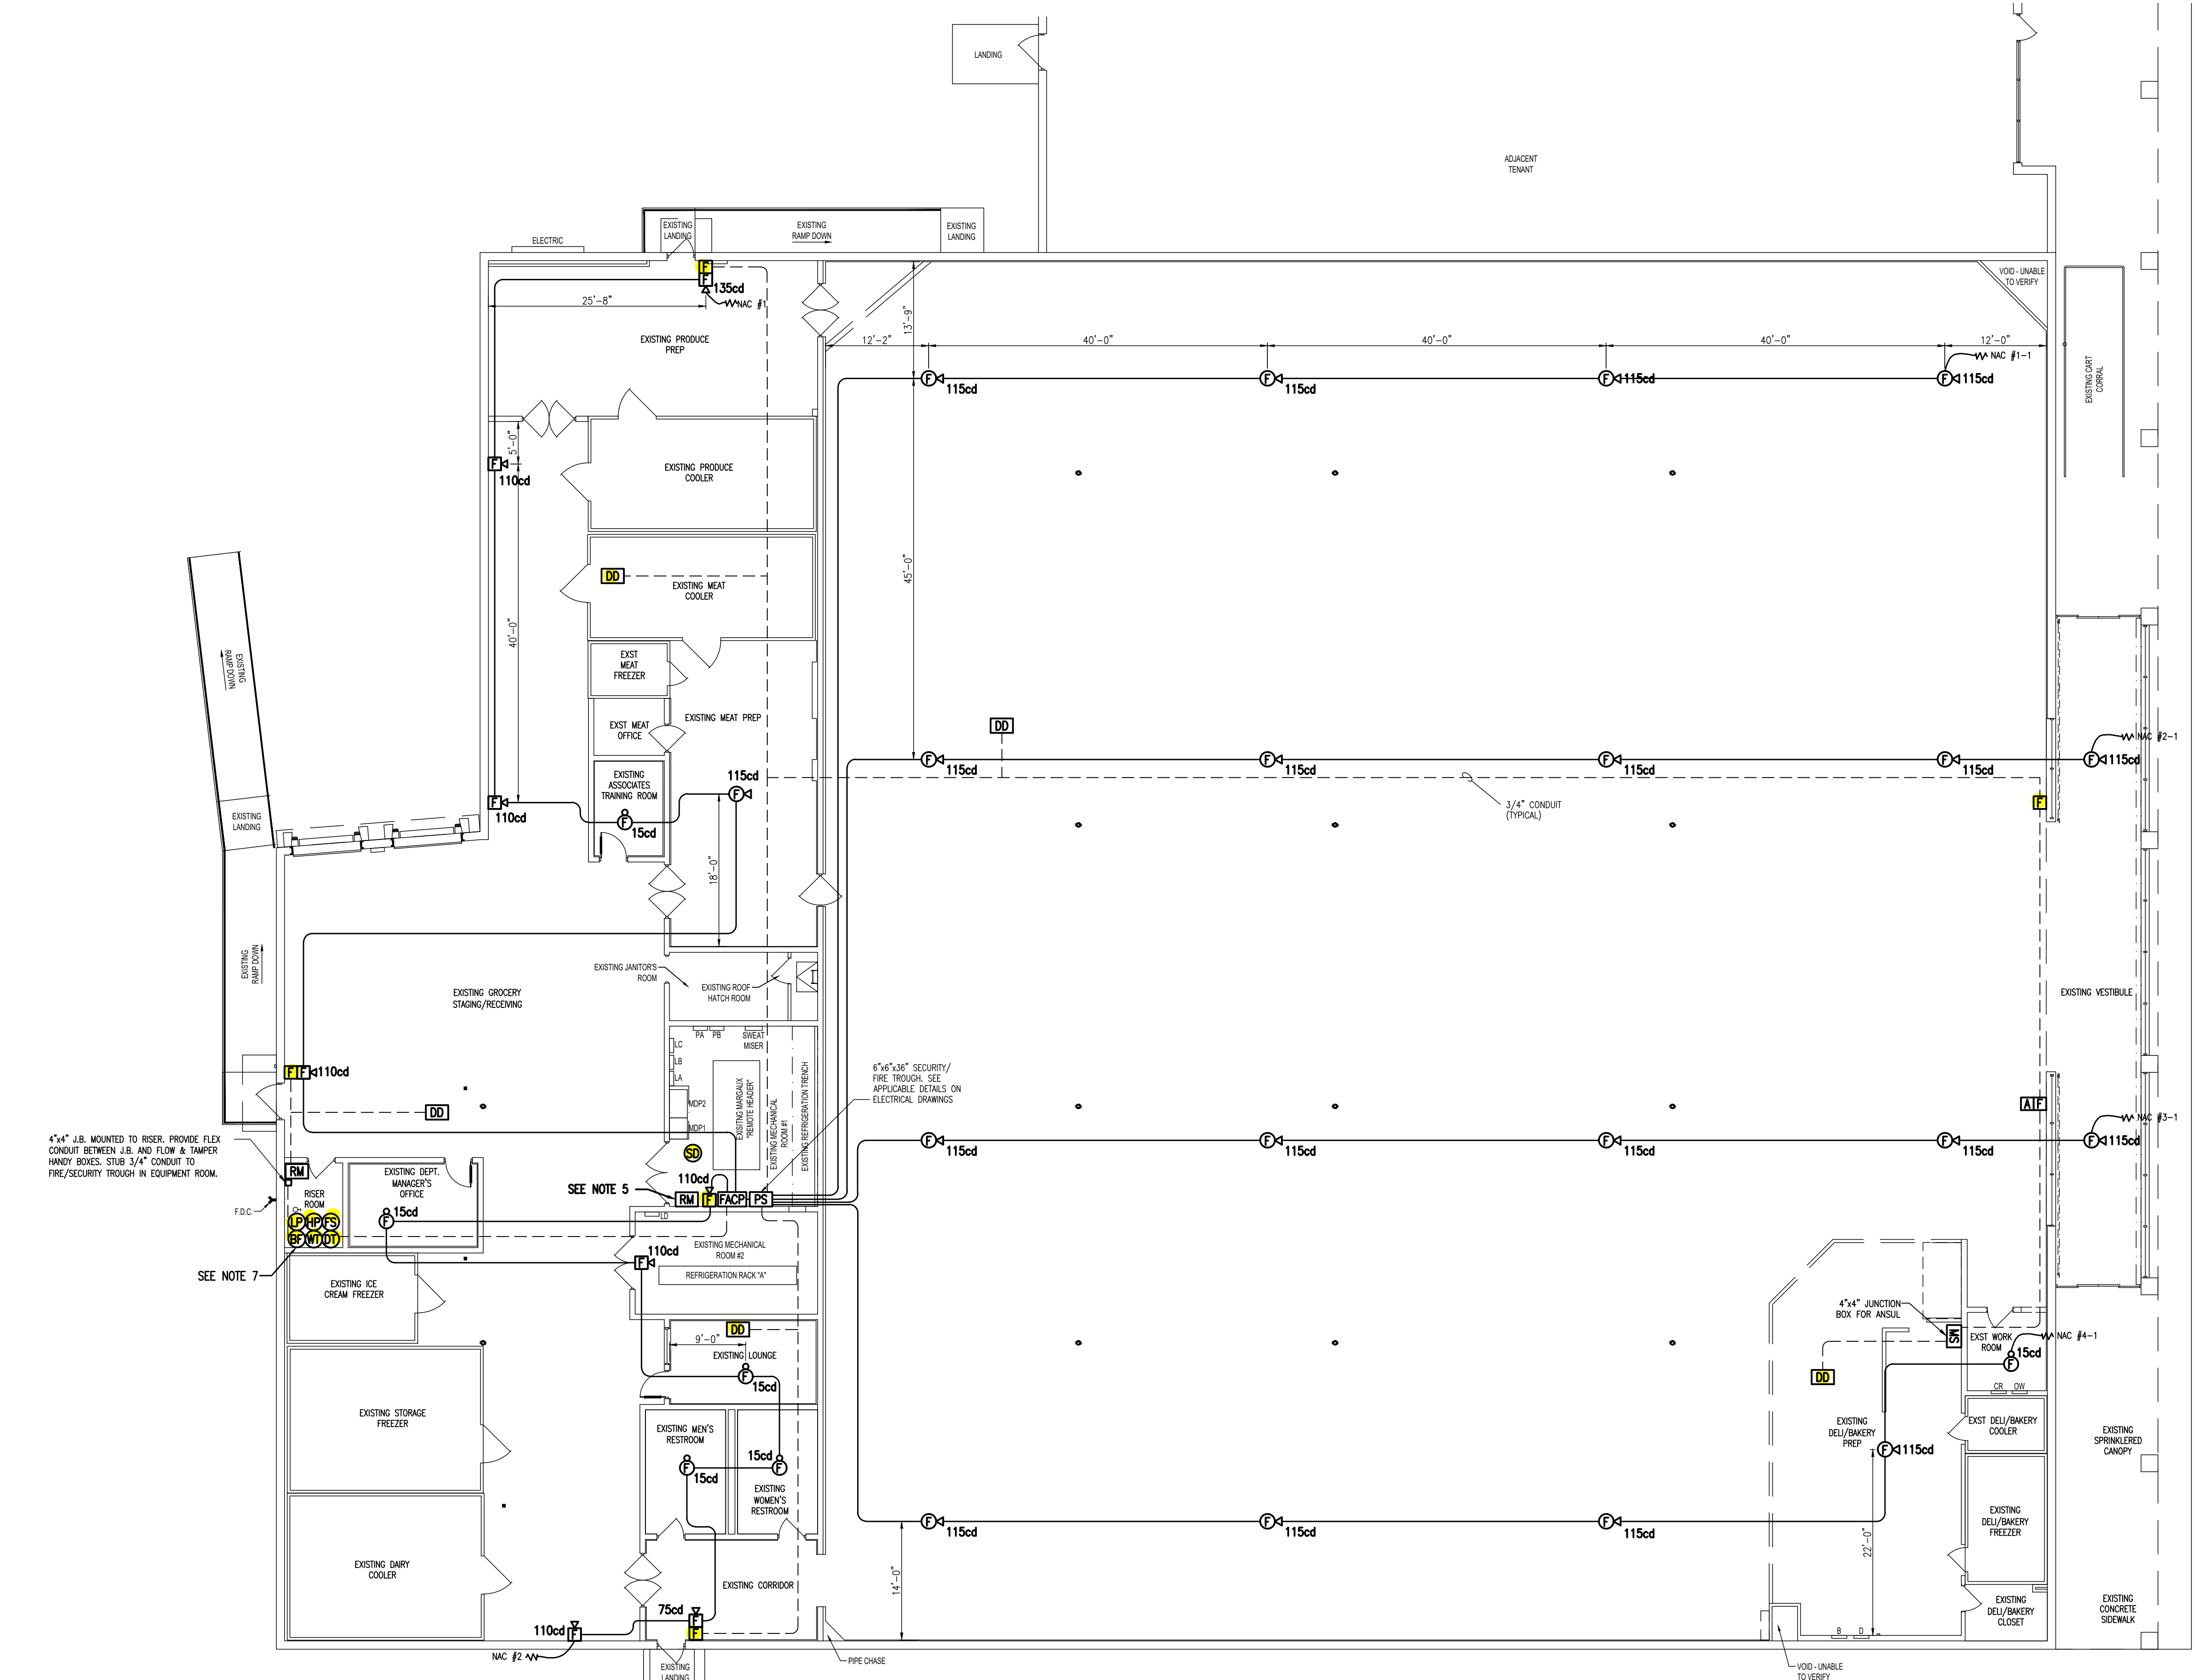 LANDING
ADJACENT
TENANT
EXISTING
LANDING
EXISTING
RAMP DOWN
EXISTING
LANDING
ELECTRIC
VOID - UNABLE
TO VERIFY
F
F
135cd
NAC #1
25'-8"
13'-9"
EXISTING PRODUCE
PREP
12'-2"
40'-0"
40'-0"
40'-0"
12'-0"
NAC #1-1
EXISTING CART
CORRAL
F
115cd
F
115cd
F
115cd
F
115cd
5'-0"
F
110cd
EXISTING PRODUCE
COOLER
DD
EXISTING MEAT
COOLER
45'-0"
40'-0"
EXISTING
RAMP DOWN
EXST
MEAT
FREEZER
EXST MEAT
OFFICE
EXISTING MEAT PREP
DD
NAC #2-1
F
115cd
F
115cd
F
115cd
F
115cd
F
115cd
EXISTING
ASSOCIATES
TRAINING ROOM
115cd
F
F
110cd
F
15cd
3/4" CONDUIT
(TYPICAL)
F
EXISTING
LANDING
18'-0"
EXISTING
RAMP DOWN
EXISTING JANITOR'S
ROOM
EXISTING ROOF
HATCH ROOM
EXISTING GROCERY
STAGING/RECEIVING
EXISTING VESTIBULE
PA
PB
SWEAT
MISER
LC
LB
LA
MDP2
MDP1
EXISITNG MARGAUX
"REMOTE HEADER"
EXISTING MECHANICAL
ROOM #1
EXISTING REFRIGERATION TRENCH
6"x6"x36" SECURITY/
FIRE TROUGH. SEE
APPLICABLE DETAILS ON
ELECTRICAL DRAWINGS
F
F
110cd
DD
A
F
NAC #3-1
F
115cd
F
115cd
F
115cd
F
115cd
F
115cd
4"x4" J.B. MOUNTED TO RISER. PROVIDE FLEX
CONDUIT BETWEEN J.B. AND FLOW & TAMPER
HANDY BOXES. STUB 3/4" CONDUIT TO
FIRE/SECURITY TROUGH IN EQUIPMENT ROOM.
SD
RM
RISER
ROOM
EXISTING DEPT.
MANAGER'S
OFFICE
110cd
SEE NOTE 5
RM
F
FACP
PS
F.D.C.
LP
HP
FS
BF
WT
DT
15cd
F
LD
SEE NOTE 7
110cd
F
EXISTING MECHANICAL
ROOM #2
REFRIGERATION RACK "A"
EXISTING ICE
CREAM FREEZER
4"x4" JUNCTION
BOX FOR ANSUL
MS
EXST WORK
ROOM
NAC #4-1
15cd
F
DD
9'-0"
EXISTING LOUNGE
F
15cd
DD
CR
OW
EXISTING STORAGE
FREEZER
EXISTING MEN'S
RESTROOM
15cd
F
F
15cd
EXISTING
WOMEN'S
RESTROOM
EXISTING
DELI/BAKERY
PREP
EXST DELI/BAKERY
COOLER
F
115cd
EXISTING
SPRINKLERED
CANOPY
F
115cd
F
115cd
F
115cd
22'-0"
EXISTING
DELI/BAKERY
FREEZER
EXISTING DAIRY
COOLER
14'-0"
EXISTING CORRIDOR
75cd
F
F
110cd
F
NAC #2
EXISTING
DELI/BAKERY
CLOSET
EXISTING
CONCRETE
SIDEWALK
B
D
PIPE CHASE
EXISTING
LANDING
VOID - UNABLE
TO VERIFY